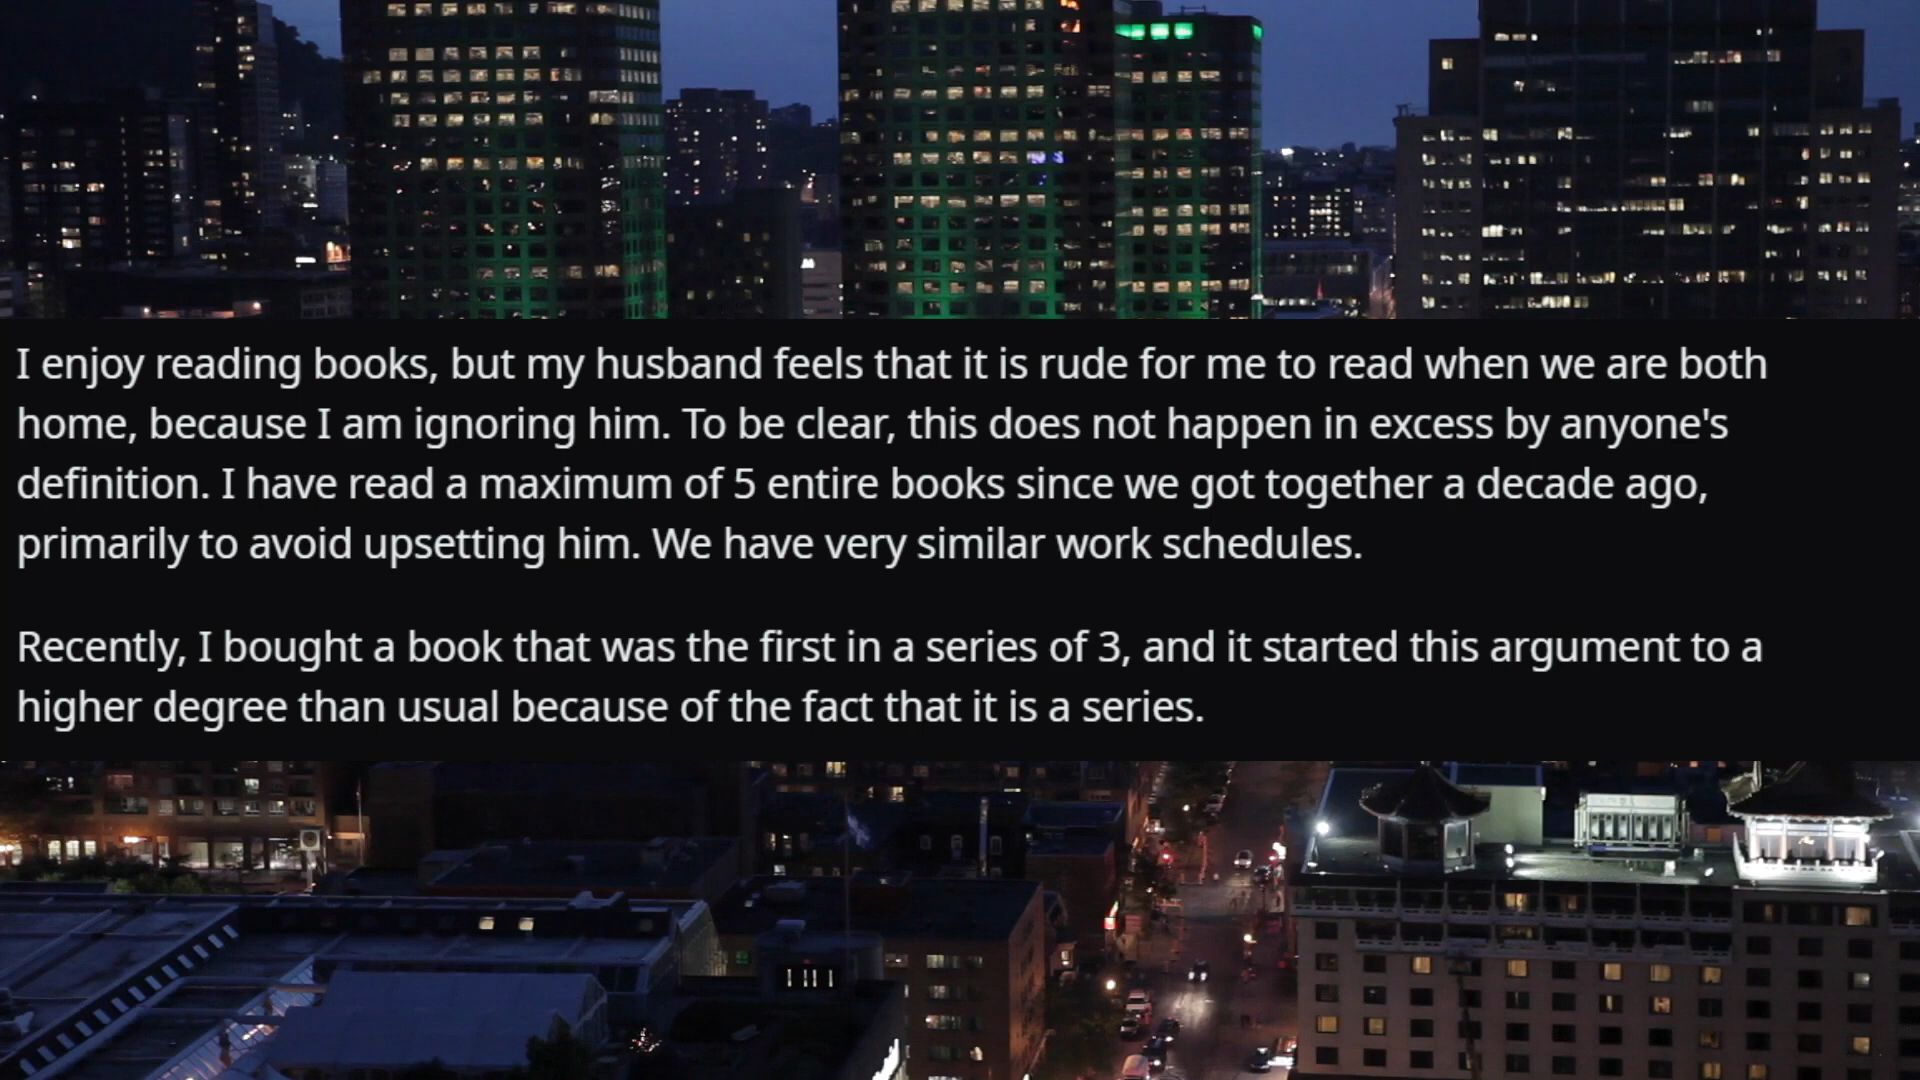 I enjoy reading books, but my husband feels that it is rude for me to read when we are both
home, because I am ignoring him. To be clear, this does not happen in excess by anyone's
definition. I have read a maximum of 5 entire books since we got together a decade ago,
primarily to avoid upsetting him. We have very similar work schedules.
Recently, I bought a book that was the first in a series of 3, and it started this argument to a
higher degree than usual because of the fact that it is a series.